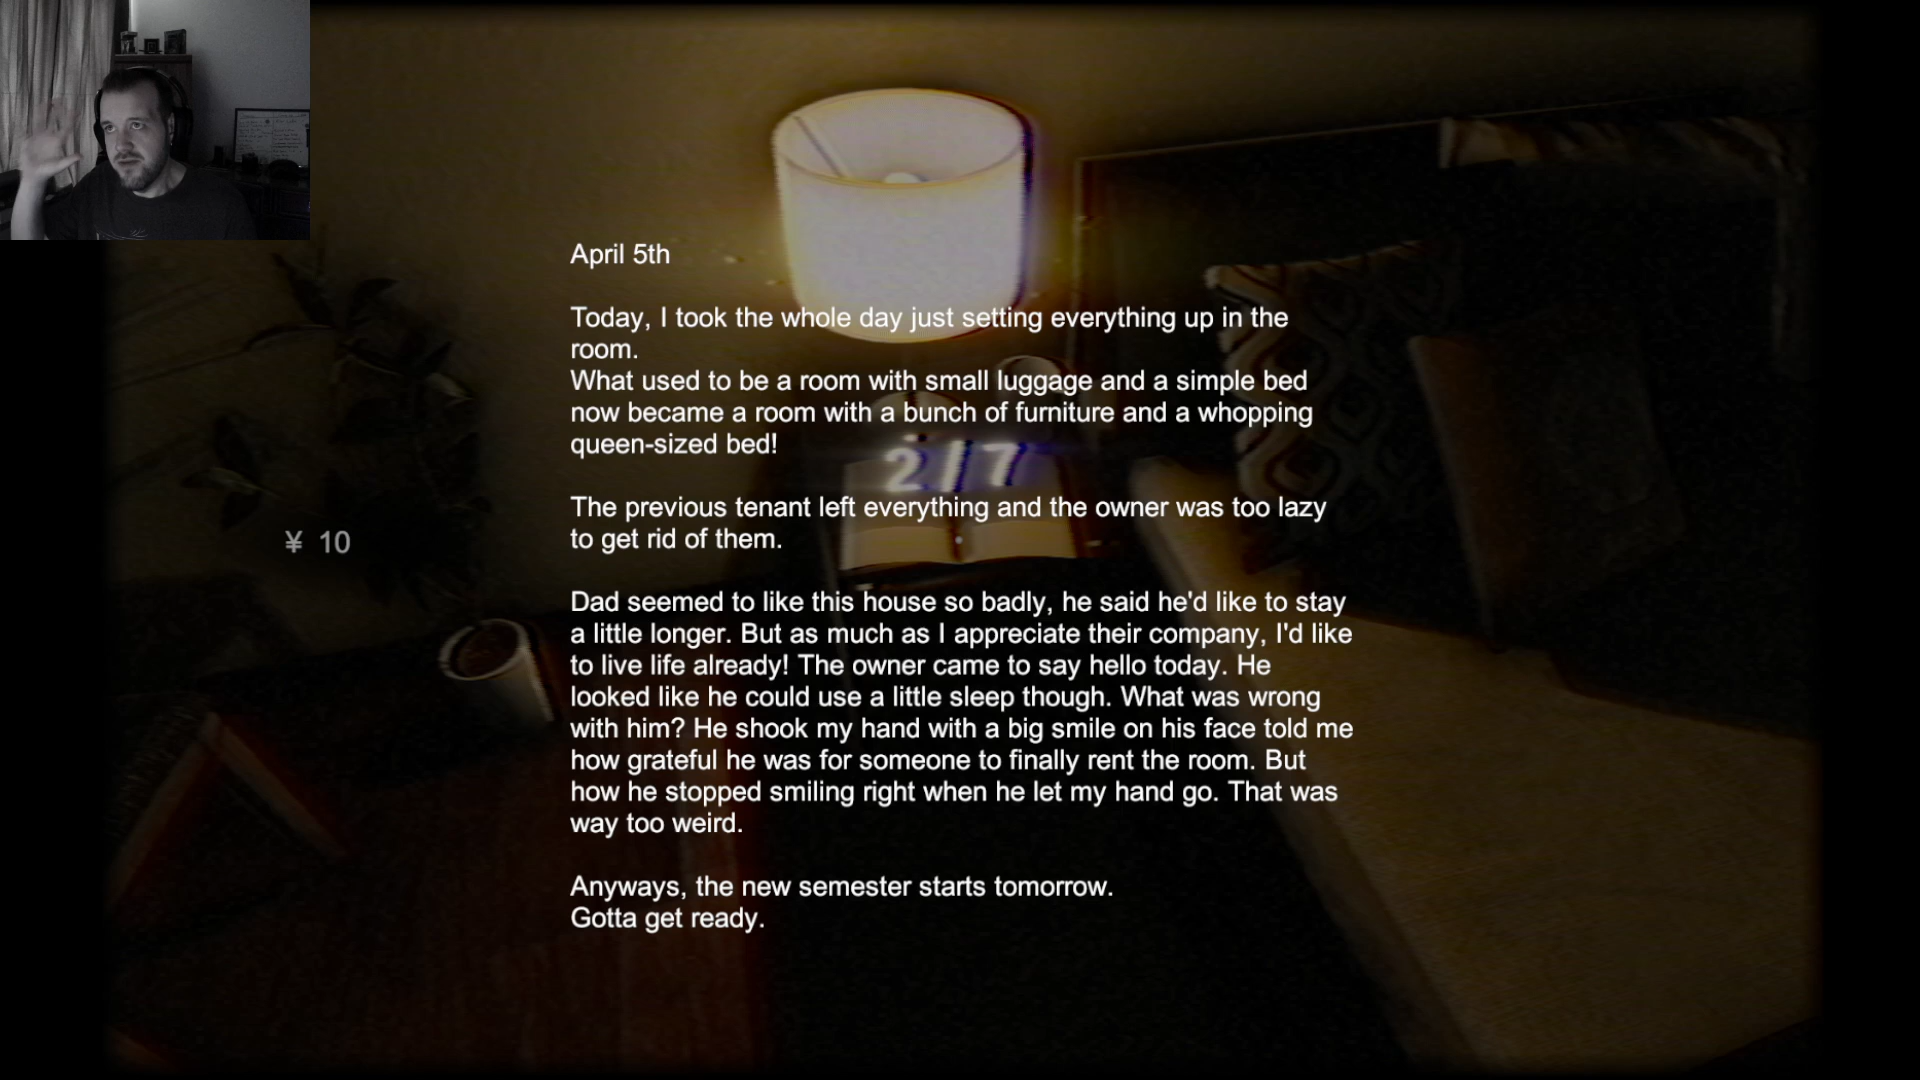 April 5th
Today, I took the whole day just setting everything up in the
room.
What used to be a room with small luggage and a simple bed
now became a room with a bunch of furniture and a whopping
queen-sized bed!
2/7
The previous tenant left everything and the owner was too lazy
to get rid of them.
¥ 10
Dad seemed to like this house so badly, he said he'd like to stay
a little longer. But as much as I appreciate their company, I'd like
to live life already! The owner came to say hello today. He
looked like he could use a little sleep though. What was wrong
with him? He shook my hand with a big smile on his face told me
how grateful he was for someone to finally rent the room. But
how he stopped smiling right when he let my hand go. That was
way too weird.
Anyways, the new semester starts tomorrow.
Gotta get ready.